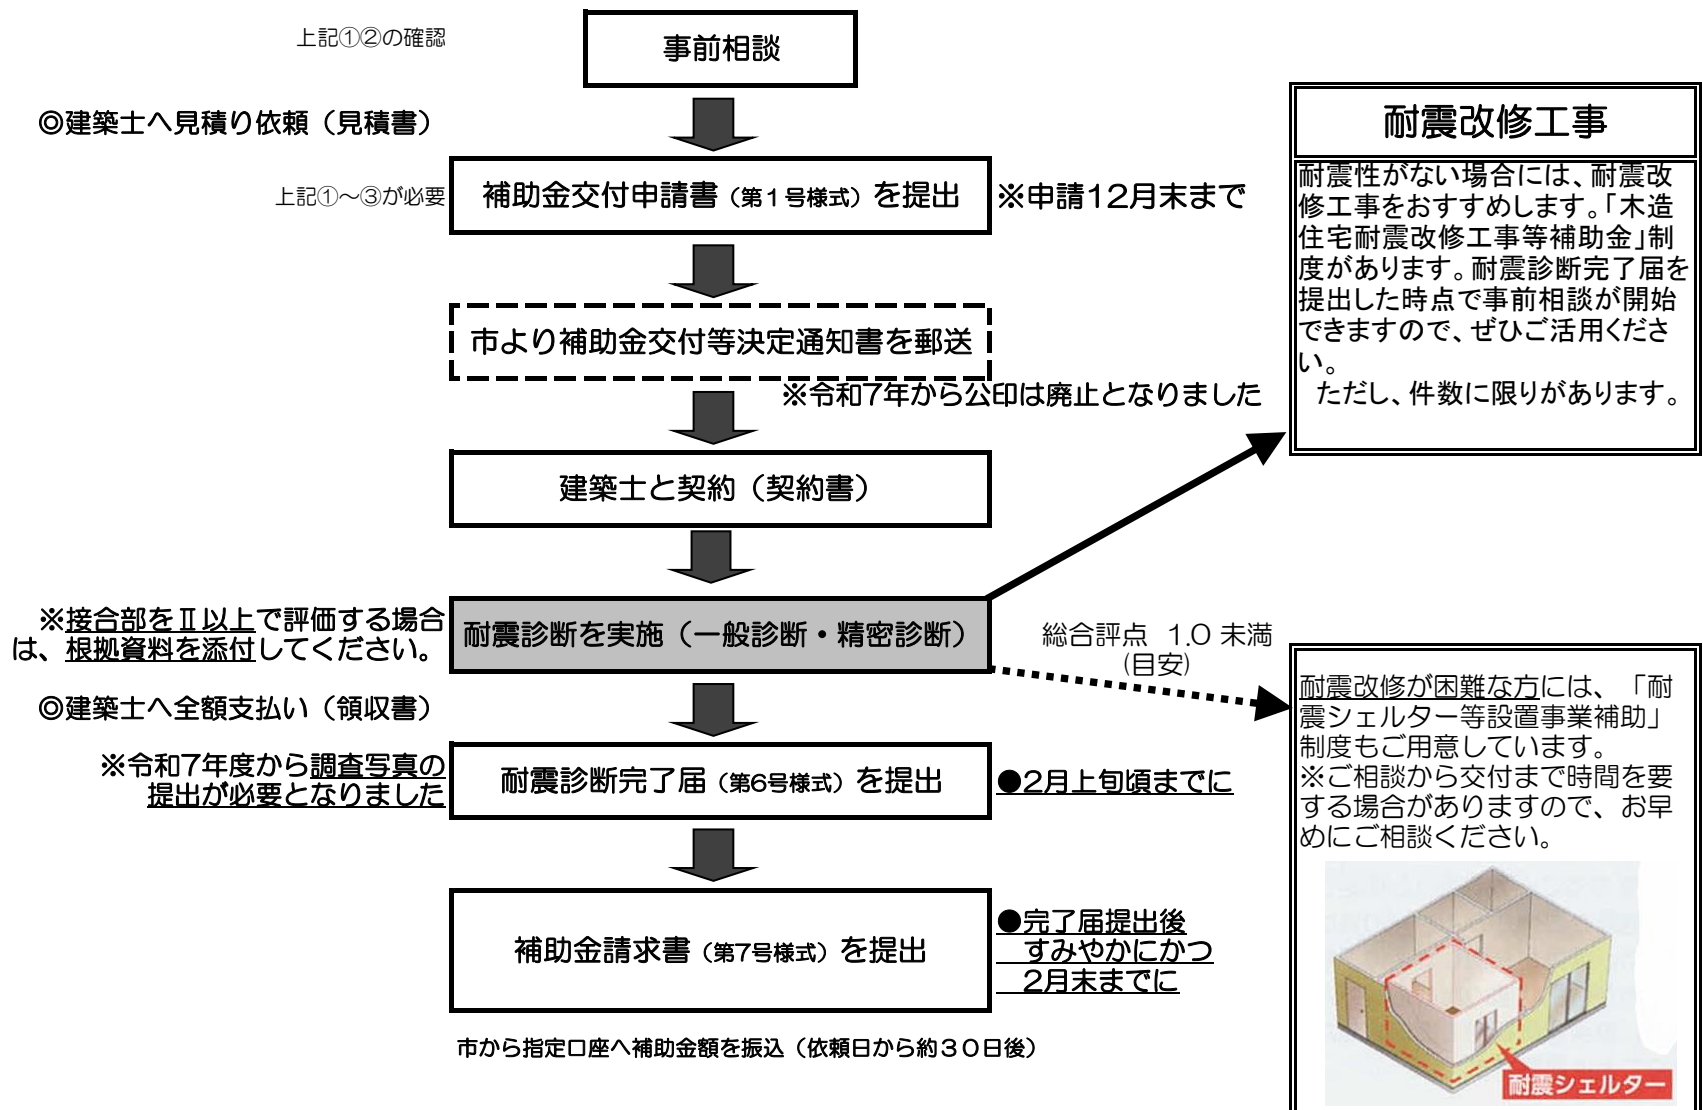 上記①②の確認
事前相談
◎建築士へ見積り依頼（見積書）
上記①～③が必要
補助金交付申請書（第１号様式）を提出
※申請12月末まで
市より補助金交付等決定通知書を郵送
※令和7年から公印は廃止となりました
建築士と契約（契約書）
※接合部をⅡ以上で評価する場合
は、根拠資料を添付してください。
耐震診断を実施（一般診断・精密診断）
総合評点 1.0 未満
(目安)
◎建築士へ全額支払い（領収書）
※令和7年度から調査写真の
提出が必要となりました
耐震診断完了届（第6号様式）を提出
●2月上旬頃までに
補助金請求書（第7号様式）を提出
●完了届提出後
すみやかにかつ
2月末までに
市から指定口座へ補助金額を振込（依頼日から約３０日後）
耐震改修工事
耐震性がない場合には、耐震改
修工事をおすすめします。「木造
住宅耐震改修工事等補助金」制
度があります。耐震診断完了届を
提出した時点で事前相談が開始
できますので、ぜひご活用くださ
い。
ただし、件数に限りがあります。
耐震改修が困難な方には、「耐
震シェルター等設置事業補助」
制度もご用意しています。
※ご相談から交付まで時間を要
する場合がありますので、お早
めにご相談ください。
耐震シェルター